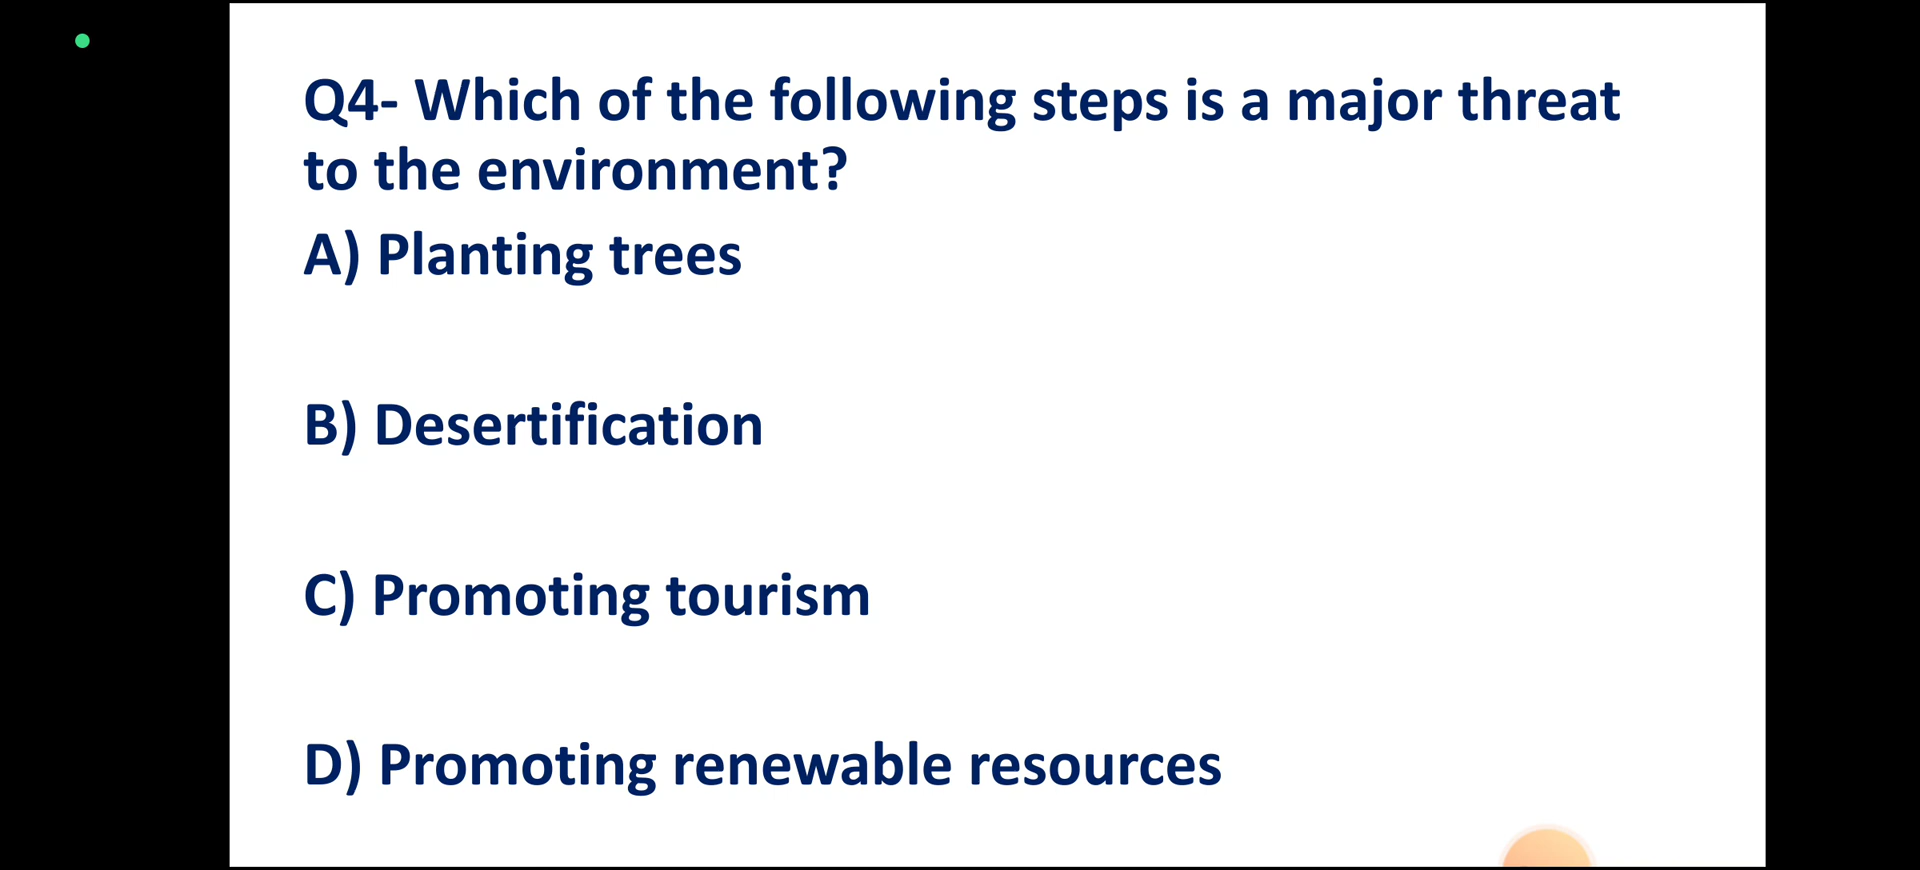 Q4- Which of the following steps is a major threat
to the environment?
A) Planting trees
B) Desertification
C) Promoting tourism
D) Promoting renewable resources